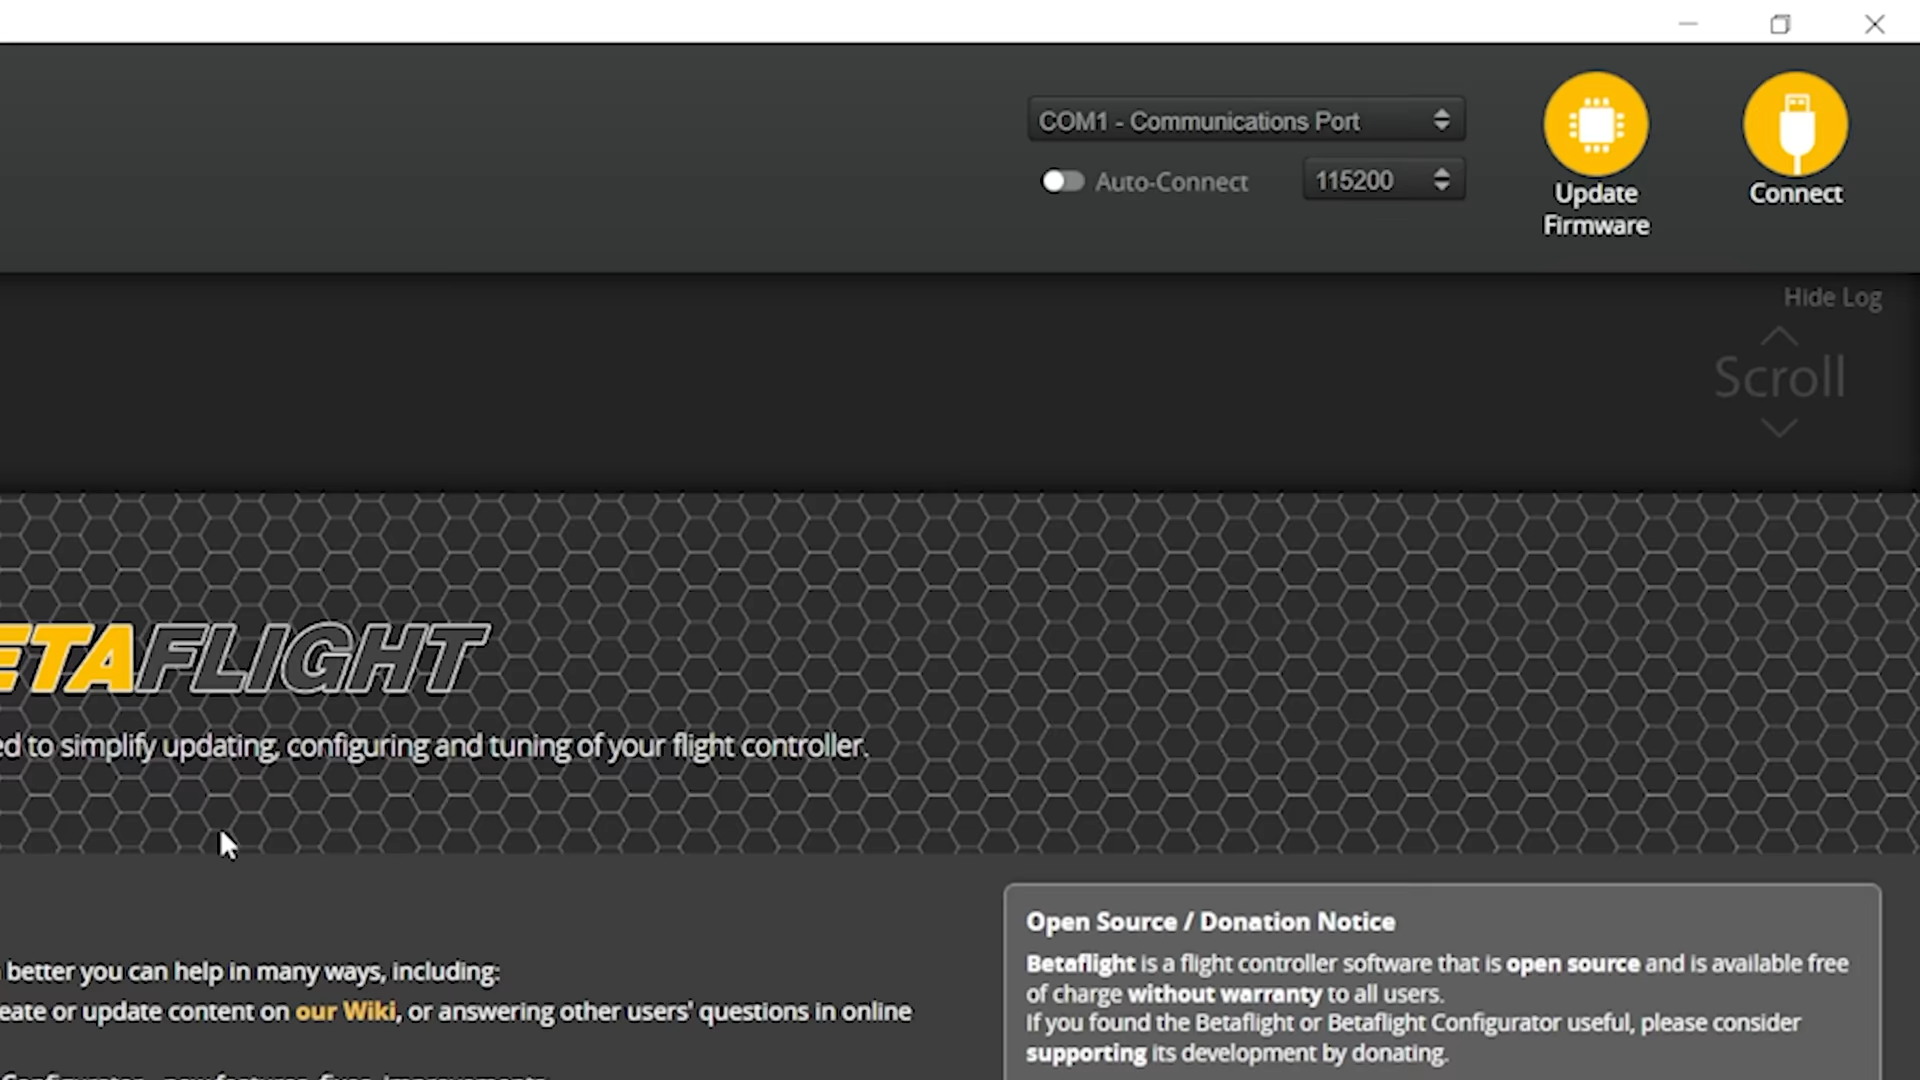 COM1 - Communications Port
Auto-Connect
115200
Update
Firmware
Connect
Hide Log
Scroll
ETAFLIGHT
ed to simplify updating, configuring and tuning of your flight controller.
better you can help in many ways, including:
eate or update content on our Wiki, or answering other users' questions in online
Open Source / Donation Notice
Betaflight is a flight controller software that is open source and is available free
of charge without warranty to all users.
If you found the Betaflight or Betaflight Configurator useful, please consider
supporting its development by donating.